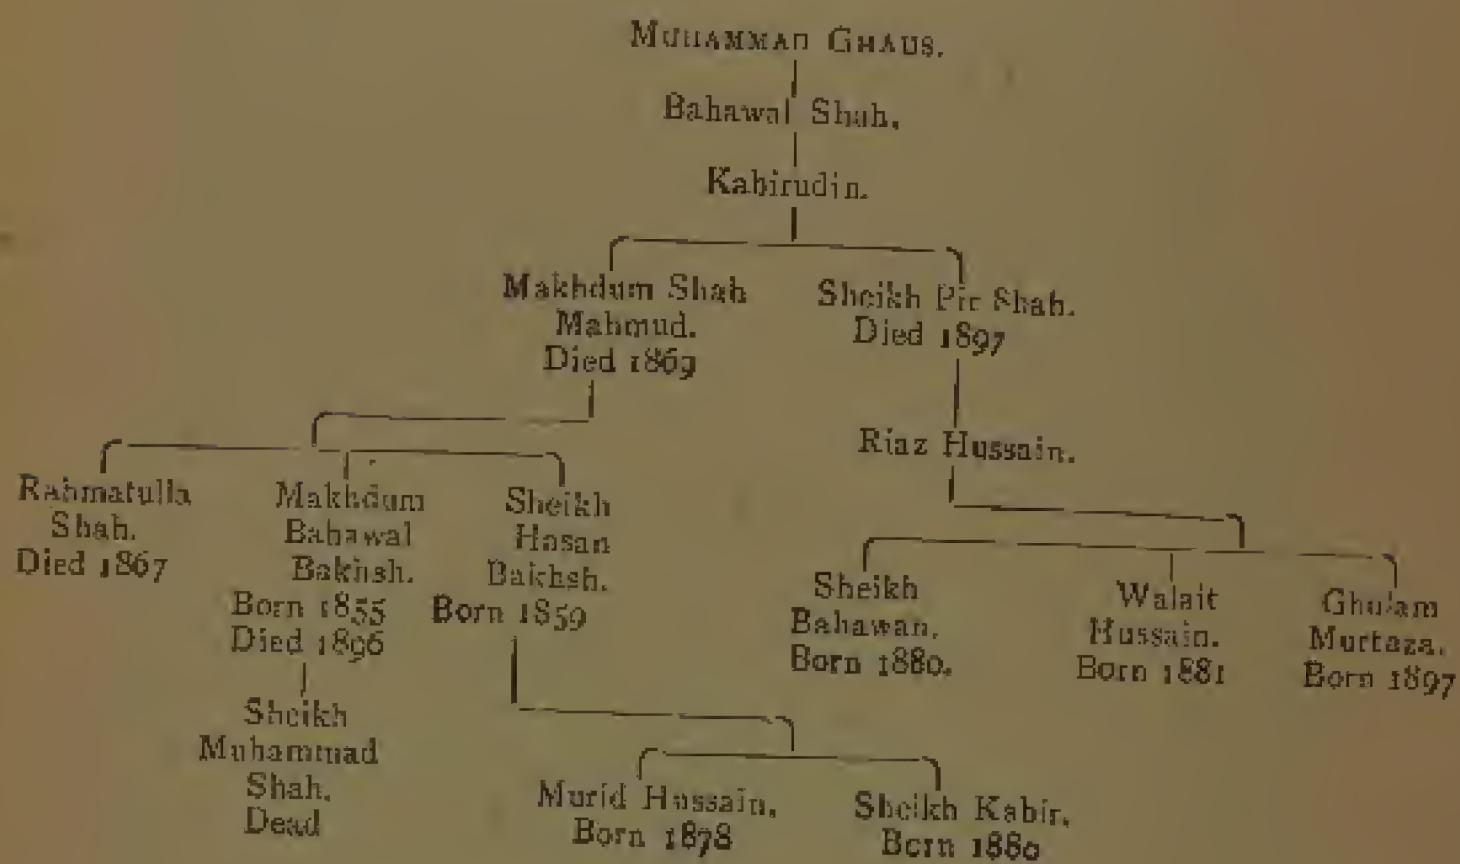 MUHAMMAD GHAUS.
Bahawal Shah.
Kabirudin.
Makhdum Shah
Mahmud.
Died 1869
Sheikh Pir Shah.
Died 1897
Riaz Hussain.
Rahmatulla
Shah.
Died 1867
Makhdum
Bahawal
Bakhsh.
Born 1855
Died 1896
Sheikh
Hasan
Bakhsh.
Born 1859
Sheikh
Bahawan.
Born 1880.
Walait
Hussain.
Born 1881
Ghulam
Murtaza.
Born 1897
Sheikh
Muhammad
Shah.
Dead
Murid Hussain.
Born 1878
Sheikh Kabir.
Born 1880